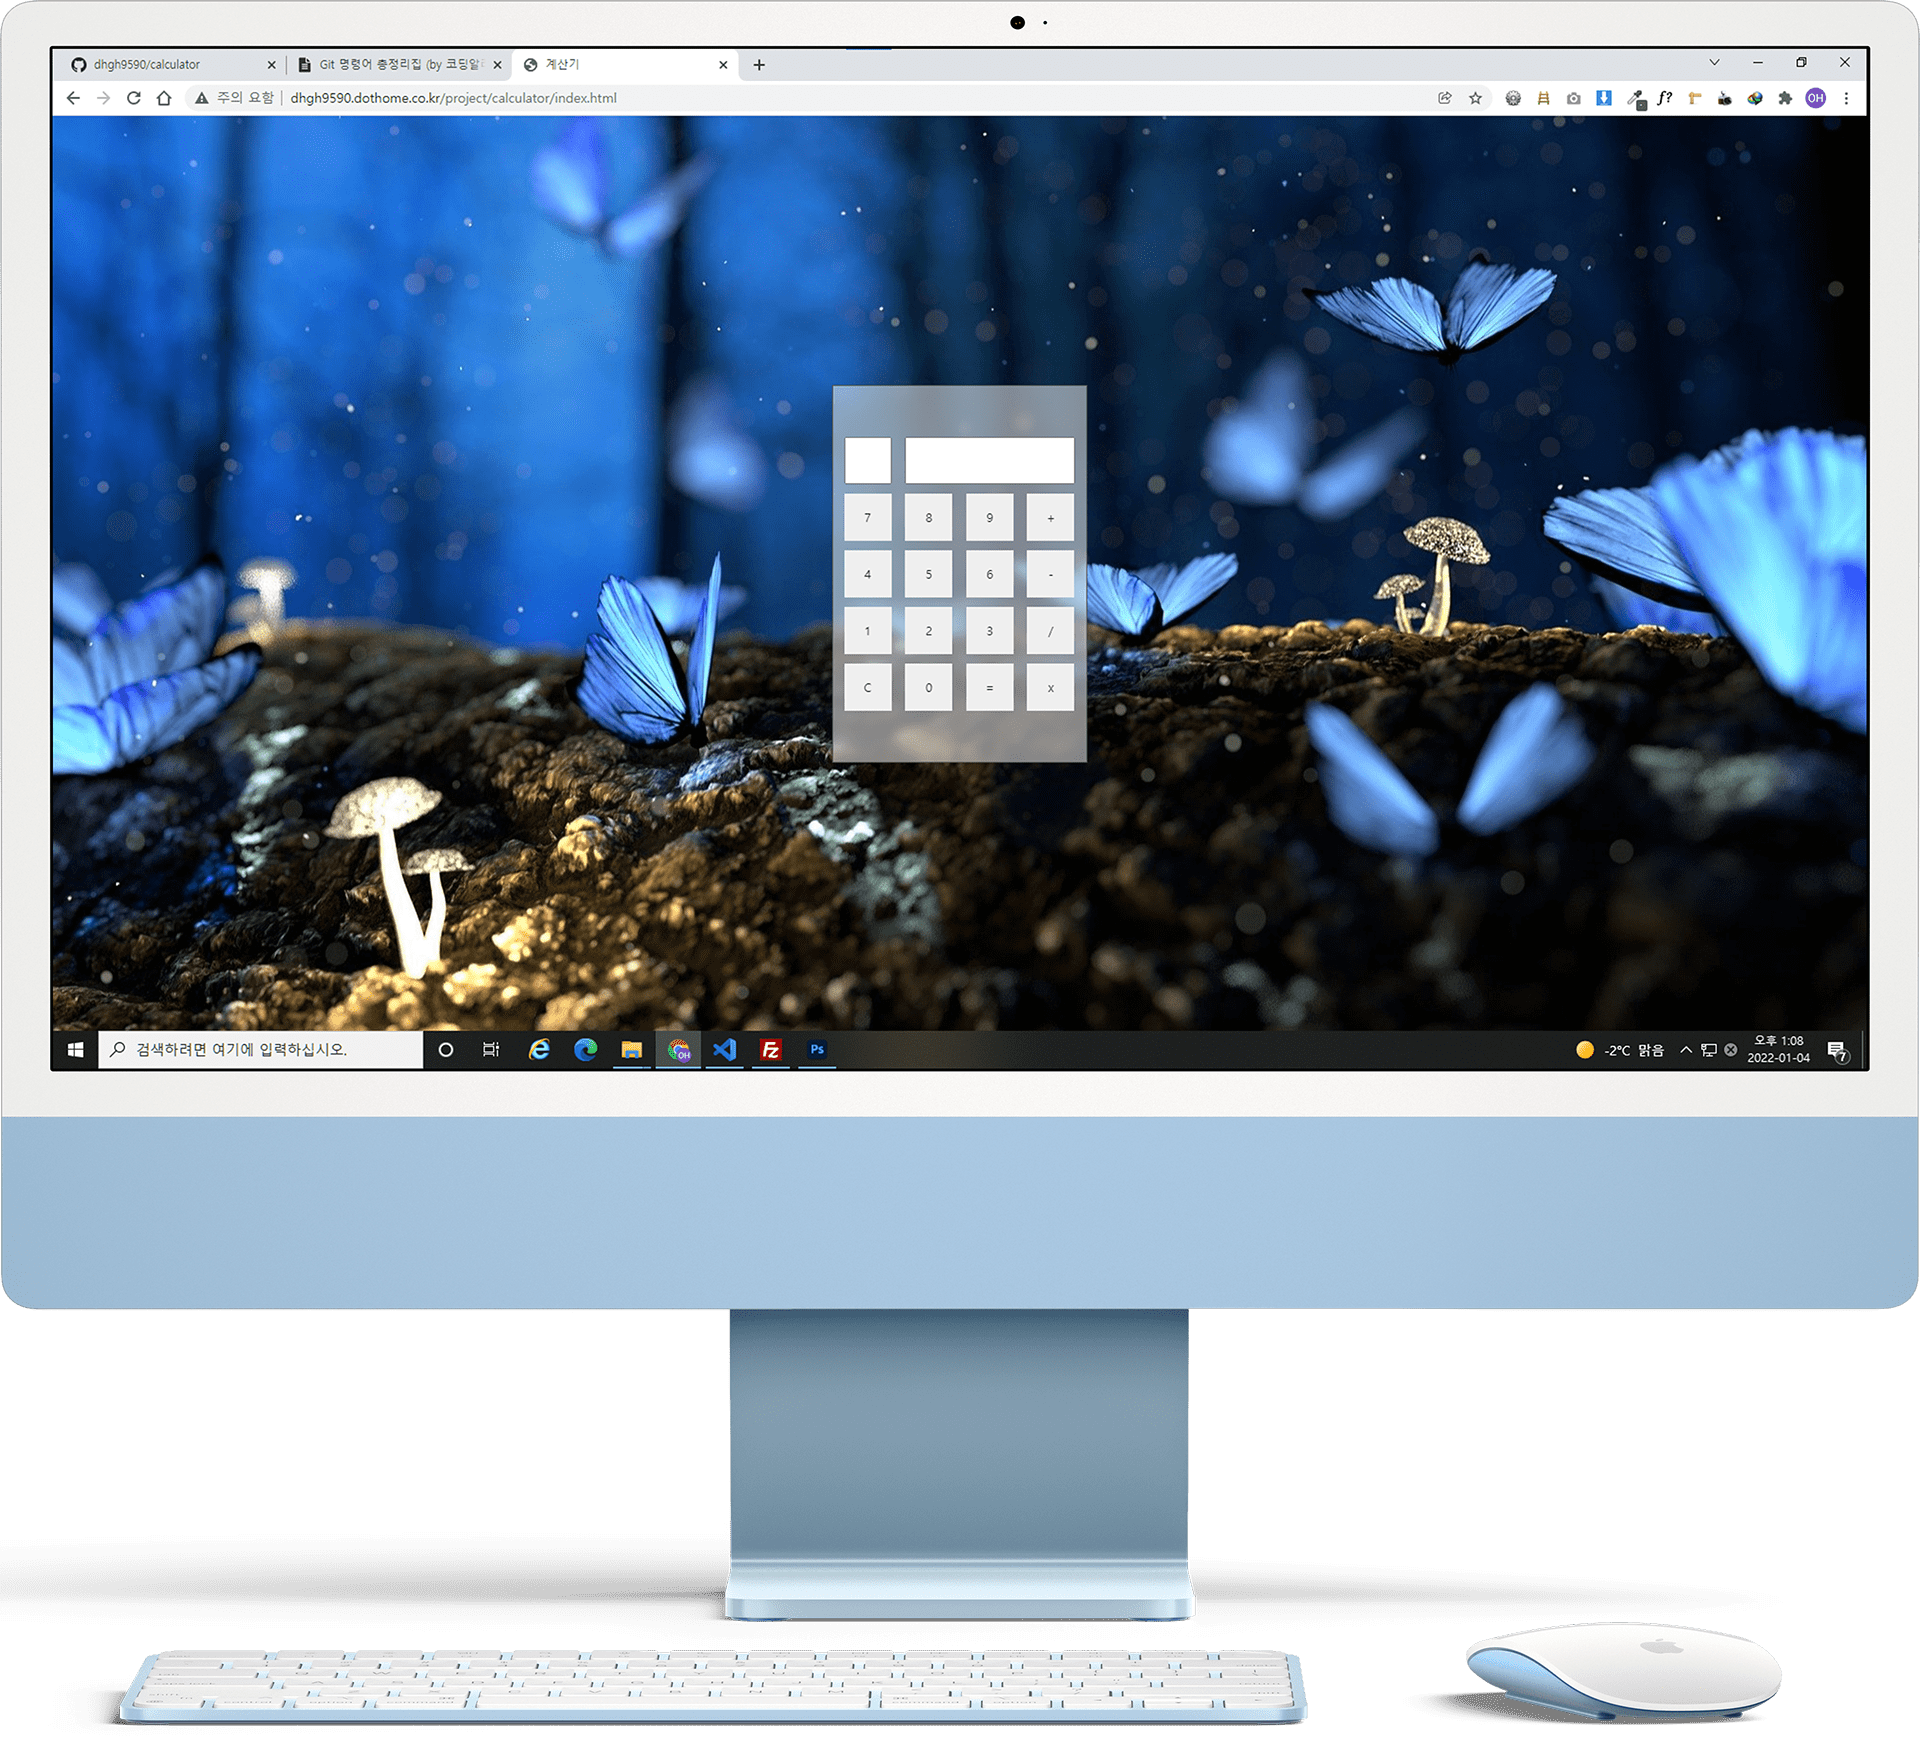 dhgh9590/calculator
Git 명령어 총정리집 (by 코딩알
계산기
주의 요함
dhgh9590.dothome.co.kr/project/calculator/index.html
f?
OH
7 8 9 +
4 5 6 -
1 2 3 /
C 0 = x
검색하려면 여기에 입력하십시오.
OH
Fz
Ps
-2°C 맑음
오후 1:08
2022-01-04
7